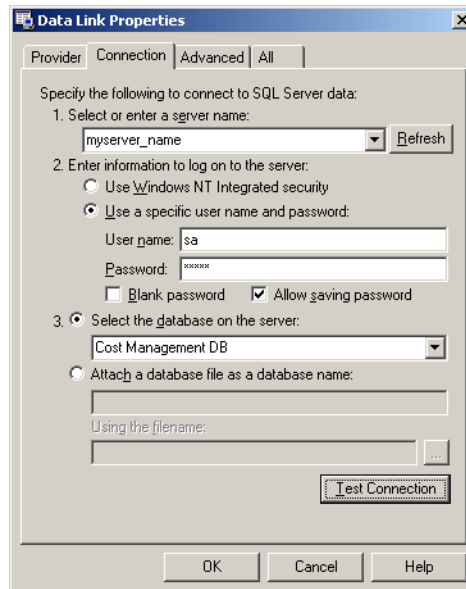 Data Link Properties
Provider Connection Advanced All
Specify the following to connect to SQL Server data:
1. Select or enter a server name:
myserver_name Refresh
2. Enter information to log on to the server:
Use Windows NT Integrated security
Use a specific user name and password:
User name: sa
Password: *****
Blank password Allow saving password
3. Select the database on the server:
Cost Management DB
Attach a database file as a database name:
Using the filename:
...
Test Connection
OK Cancel Help